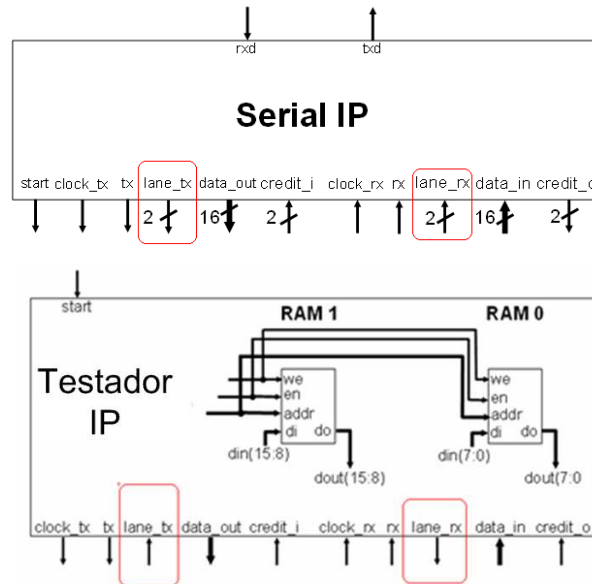 rxd txd
Serial IP
start clock_tx tx lane_tx data_out credit_i clock_rx rx lane_rx data_in credit_o
2 16 2 2 16 2
start
RAM 1 RAM 0
Testador
IP
we we
en en
addr addr
di do di do
din(15:8) din(7:0)
dout(15:8) dout(7:0
clock_tx tx lane_tx data_out credit_i clock_rx rx lane_rx data_in credit_o